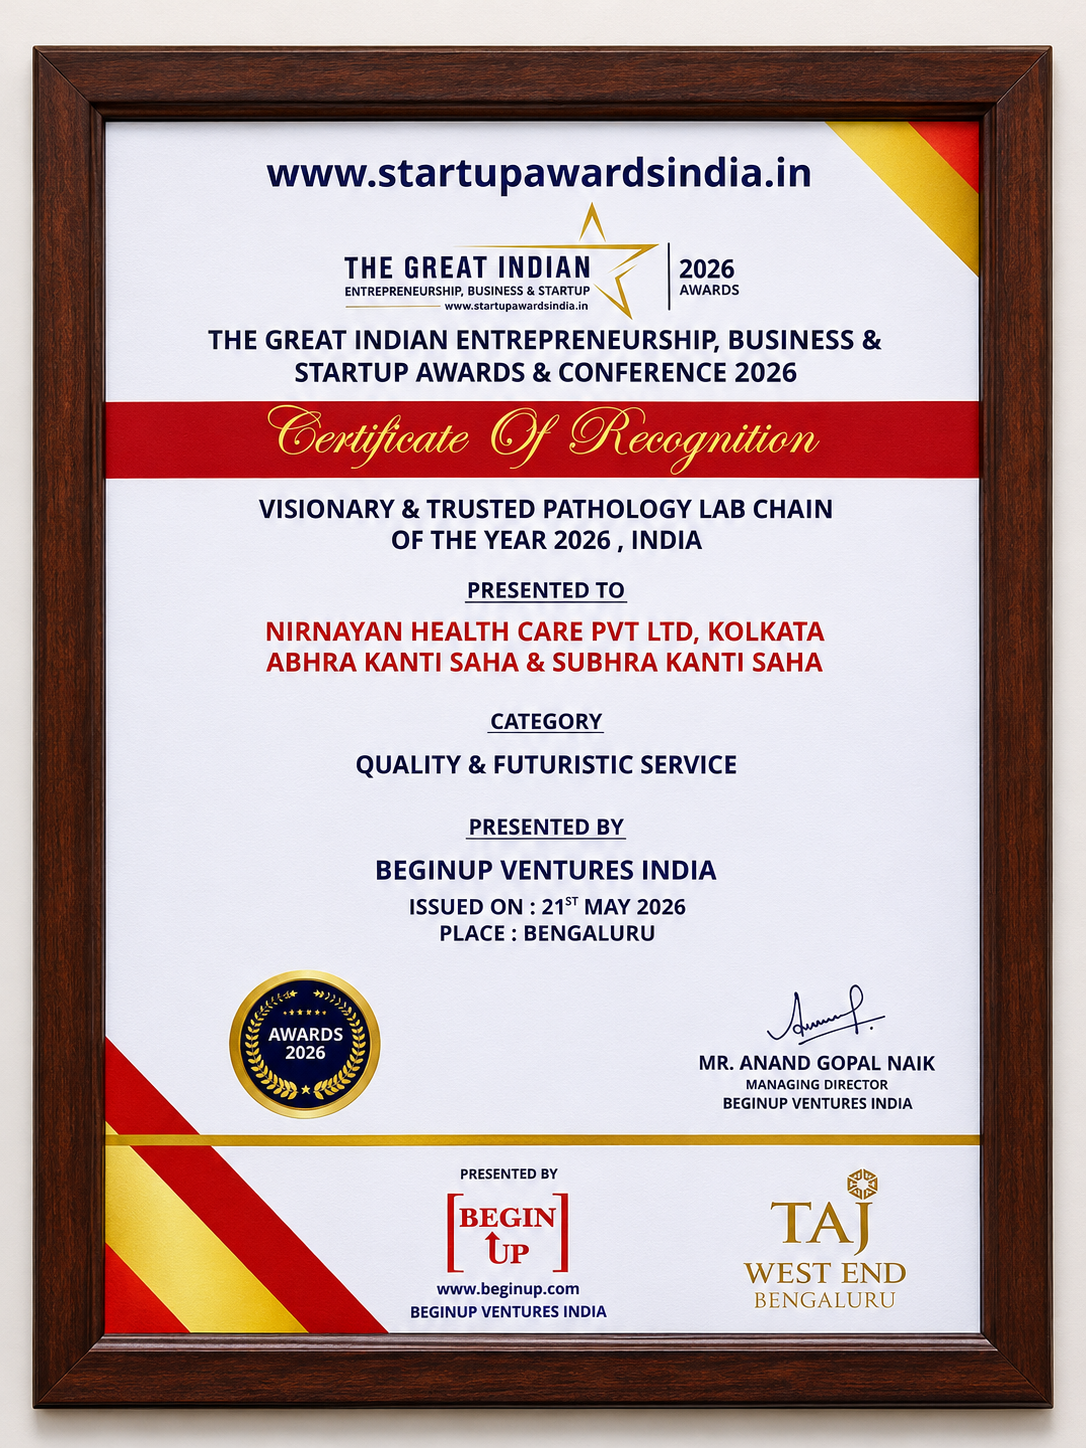 www.startupawardsindia.in
THE GREAT INDIAN
ENTREPRENEURSHIP, BUSINESS & STARTUP
www.startupawardsindia.in
2026
AWARDS
THE GREAT INDIAN ENTREPRENEURSHIP, BUSINESS &
STARTUP AWARDS & CONFERENCE 2026
Certificate Of Recognition
VISIONARY & TRUSTED PATHOLOGY LAB CHAIN
OF THE YEAR 2026 , INDIA
PRESENTED TO
NIRNAYAN HEALTH CARE PVT LTD, KOLKATA
ABHRA KANTI SAHA & SUBHRA KANTI SAHA
CATEGORY
QUALITY & FUTURISTIC SERVICE
PRESENTED BY
BEGINUP VENTURES INDIA
ISSUED ON : 21ST MAY 2026
PLACE : BENGALURU
AWARDS
2026
MR. ANAND GOPAL NAIK
MANAGING DIRECTOR
BEGINUP VENTURES INDIA
PRESENTED BY
BEGIN
UP
www.beginup.com
BEGINUP VENTURES INDIA
TAJ
WEST END
BENGALURU